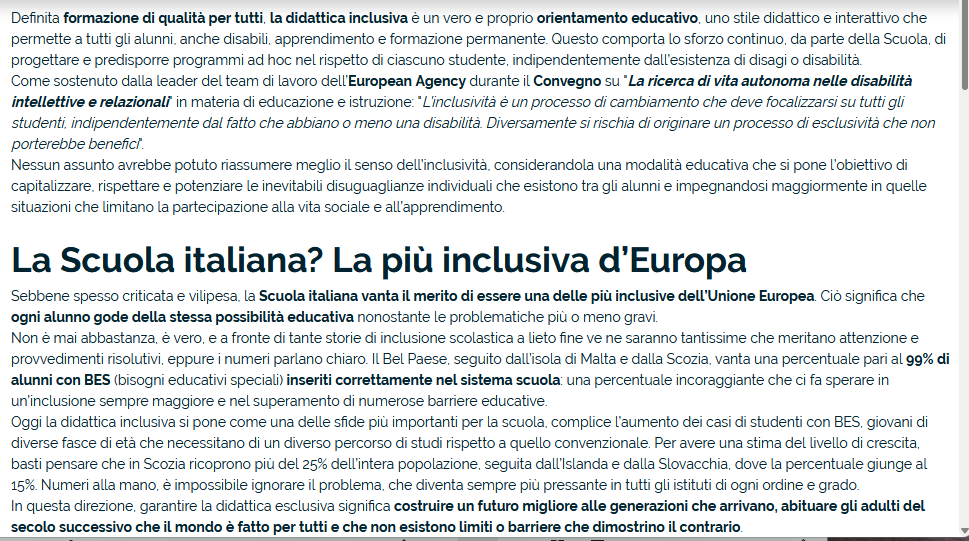 Definita formazione di qualità per tutti, la didattica inclusiva è un vero e proprio orientamento educativo, uno stile didattico e interattivo che
permette a tutti gli alunni, anche disabili, apprendimento e formazione permanente. Questo comporta lo sforzo continuo, da parte della Scuola, di
progettare e predisporre programmi ad hoc nel rispetto di ciascuno studente, indipendentemente dall'esistenza di disagi o disabilità.
Come sostenuto dalla leader del team di lavoro dell'European Agency durante il Convegno su "La ricerca di vita autonoma nelle disabilità
intellettive e relazionali" in materia di educazione e istruzione: "L'inclusività è un processo di cambiamento che deve focalizzarsi su tutti gli
studenti, indipendentemente dal fatto che abbiano o meno una disabilità. Diversamente si rischia di originare un processo di esclusività che non
porterebbe benefici".
Nessun assunto avrebbe potuto riassumere meglio il senso dell'inclusività, considerandola una modalità educativa che si pone l'obiettivo di
capitalizzare, rispettare e potenziare le inevitabili disuguaglianze individuali che esistono tra gli alunni e impegnandosi maggiormente in quelle
situazioni che limitano la partecipazione alla vita sociale e all'apprendimento.
La Scuola italiana? La più inclusiva d'Europa
Sebbene spesso criticata e vilipesa, la Scuola italiana vanta il merito di essere una delle più inclusive dell'Unione Europea. Ciò significa che
ogni alunno gode della stessa possibilità educativa nonostante le problematiche più o meno gravi.
Non è mai abbastanza, è vero, e a fronte di tante storie di inclusione scolastica a lieto fine ve ne saranno tantissime che meritano attenzione e
provvedimenti risolutivi, eppure i numeri parlano chiaro. Il Bel Paese, seguito dall'isola di Malta e dalla Scozia, vanta una percentuale pari al 99% di
alunni con BES (bisogni educativi speciali) inseriti correttamente nel sistema scuola: una percentuale incoraggiante che ci fa sperare in
un'inclusione sempre maggiore e nel superamento di numerose barriere educative.
Oggi la didattica inclusiva si pone come una delle sfide più importanti per la scuola, complice l'aumento dei casi di studenti con BES, giovani di
diverse fasce di età che necessitano di un diverso percorso di studi rispetto a quello convenzionale. Per avere una stima del livello di crescita,
basti pensare che in Scozia ricoprono più del 25% dell'intera popolazione, seguita dall'Islanda e dalla Slovacchia, dove la percentuale giunge al
15%. Numeri alla mano, è impossibile ignorare il problema, che diventa sempre più pressante in tutti gli istituti di ogni ordine e grado.
In questa direzione, garantire la didattica esclusiva significa costruire un futuro migliore alle generazioni che arrivano, abituare gli adulti del
secolo successivo che il mondo è fatto per tutti e che non esistono limiti o barriere che dimostrino il contrario.